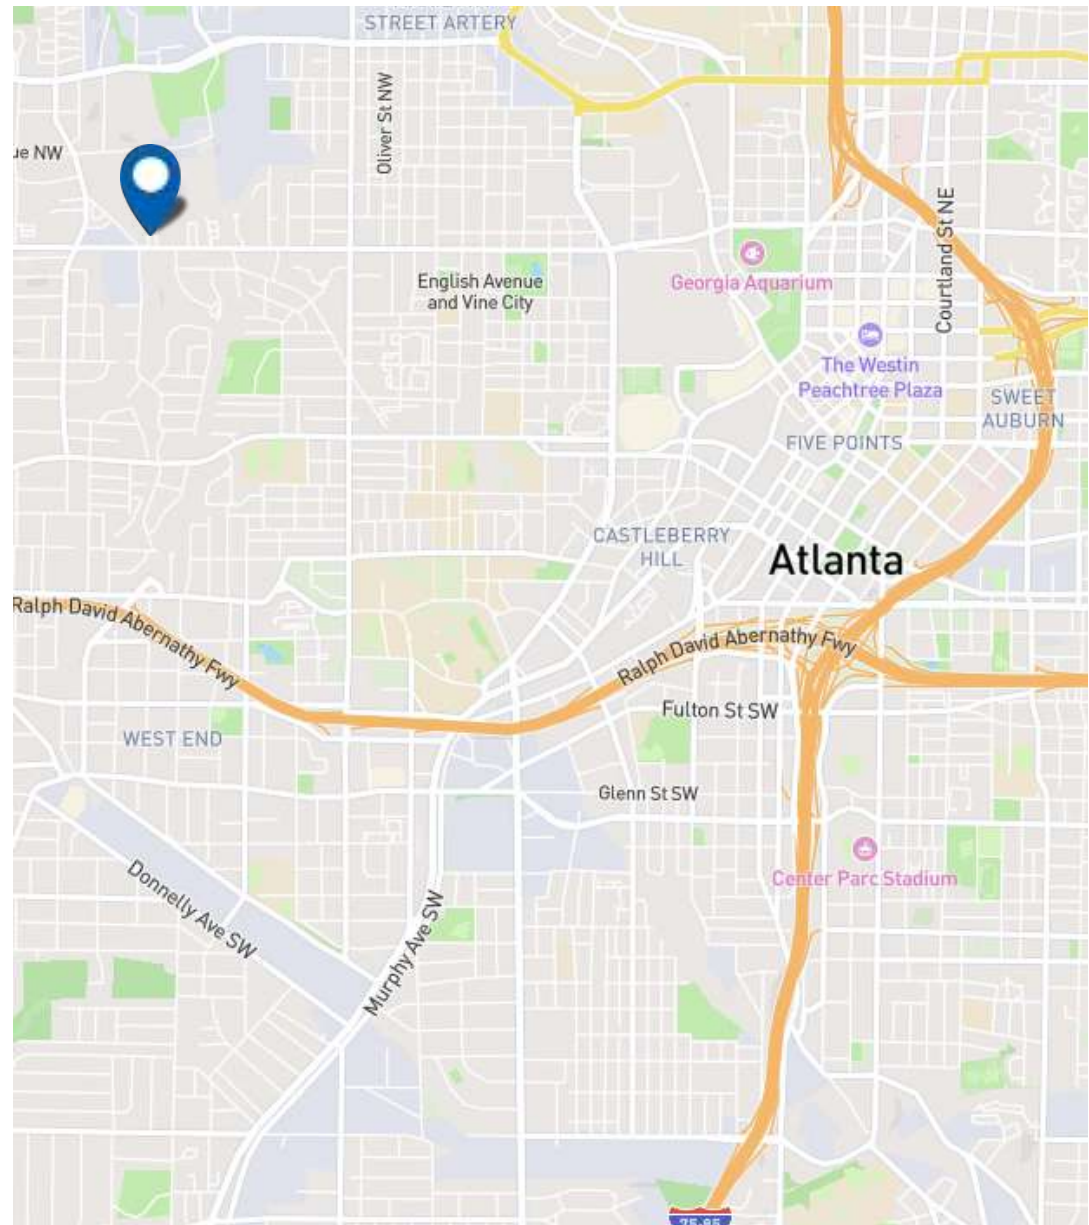 STREET ARTERY
Oliver St NW
ue NW
Courtland St NE
English Avenue
and Vine City
Georgia Aquarium
The Westin
Peachtree Plaza
SWEET
AUBURN
FIVE POINTS
CASTLEBERRY
HILL
Atlanta
Ralph David Abernathy Fwy
Ralph David Abernathy Fwy
Fulton St SW
WEST END
Glenn St SW
Center Parc Stadium
Donnelly Ave SW
Murphy Ave SW
75-85